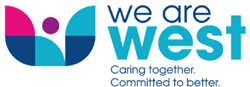 we are
west
Caring together.
Committed to better.